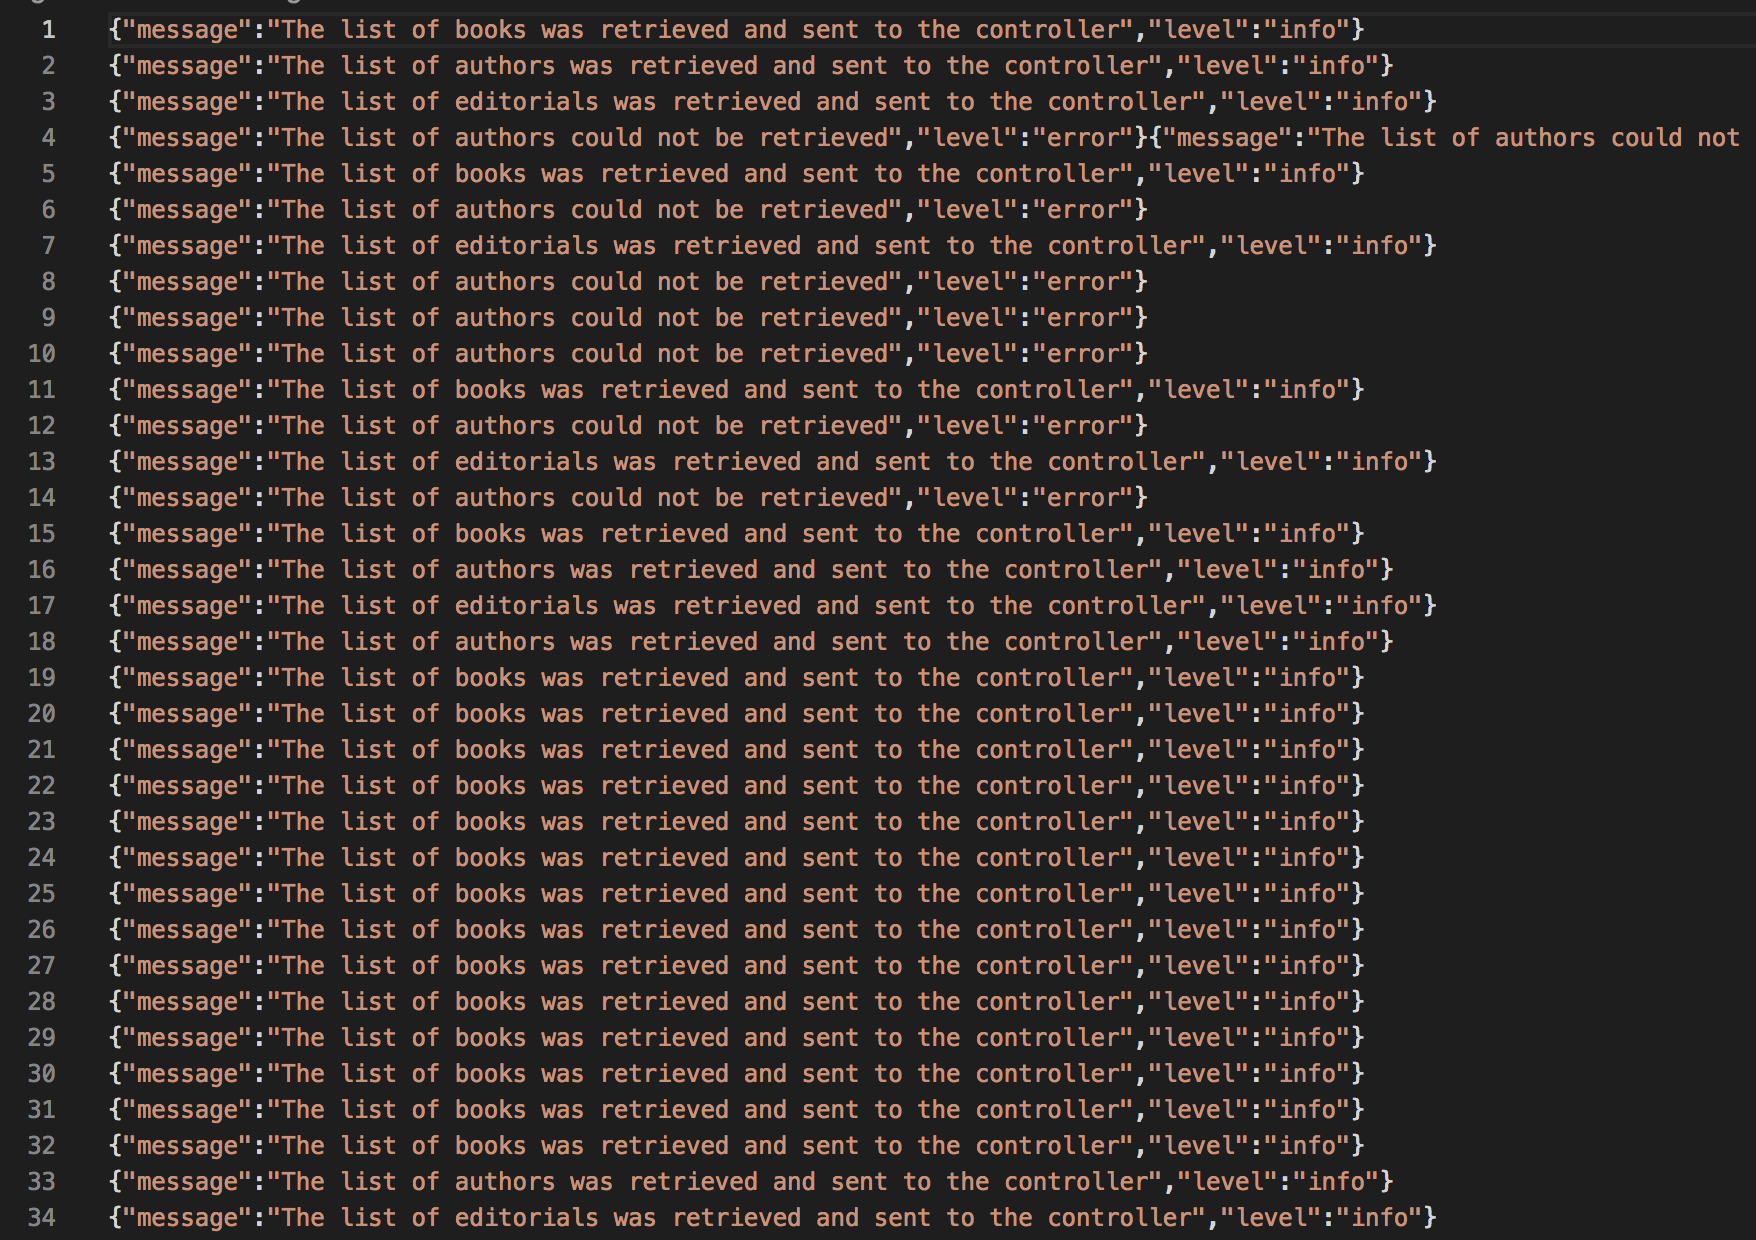 1 {"message":"The list of books was retrieved and sent to the controller","level":"info"}
2 {"message":"The list of authors was retrieved and sent to the controller","level":"info"}
3 {"message":"The list of editorials was retrieved and sent to the controller","level":"info"}
4 {"message":"The list of authors could not be retrieved","level":"error"}{"message":"The list of authors could not
5 {"message":"The list of books was retrieved and sent to the controller","level":"info"}
6 {"message":"The list of authors could not be retrieved","level":"error"}
7 {"message":"The list of editorials was retrieved and sent to the controller","level":"info"}
8 {"message":"The list of authors could not be retrieved","level":"error"}
9 {"message":"The list of authors could not be retrieved","level":"error"}
10 {"message":"The list of authors could not be retrieved","level":"error"}
11 {"message":"The list of books was retrieved and sent to the controller","level":"info"}
12 {"message":"The list of authors could not be retrieved","level":"error"}
13 {"message":"The list of editorials was retrieved and sent to the controller","level":"info"}
14 {"message":"The list of authors could not be retrieved","level":"error"}
15 {"message":"The list of books was retrieved and sent to the controller","level":"info"}
16 {"message":"The list of authors was retrieved and sent to the controller","level":"info"}
17 {"message":"The list of editorials was retrieved and sent to the controller","level":"info"}
18 {"message":"The list of authors was retrieved and sent to the controller","level":"info"}
19 {"message":"The list of books was retrieved and sent to the controller","level":"info"}
20 {"message":"The list of books was retrieved and sent to the controller","level":"info"}
21 {"message":"The list of books was retrieved and sent to the controller","level":"info"}
22 {"message":"The list of books was retrieved and sent to the controller","level":"info"}
23 {"message":"The list of books was retrieved and sent to the controller","level":"info"}
24 {"message":"The list of books was retrieved and sent to the controller","level":"info"}
25 {"message":"The list of books was retrieved and sent to the controller","level":"info"}
26 {"message":"The list of books was retrieved and sent to the controller","level":"info"}
27 {"message":"The list of books was retrieved and sent to the controller","level":"info"}
28 {"message":"The list of books was retrieved and sent to the controller","level":"info"}
29 {"message":"The list of books was retrieved and sent to the controller","level":"info"}
30 {"message":"The list of books was retrieved and sent to the controller","level":"info"}
31 {"message":"The list of books was retrieved and sent to the controller","level":"info"}
32 {"message":"The list of books was retrieved and sent to the controller","level":"info"}
33 {"message":"The list of authors was retrieved and sent to the controller","level":"info"}
34 {"message":"The list of editorials was retrieved and sent to the controller","level":"info"}